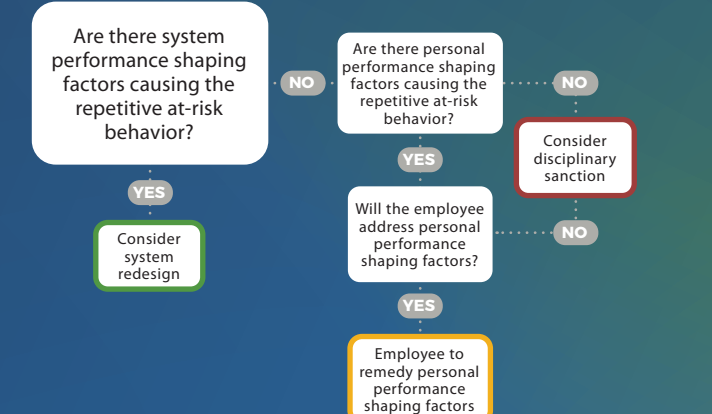 Are there system
performance shaping
factors causing the
repetitive at-risk
behavior?
NO
Are there personal
performance shaping
factors causing the
repetitive at-risk
behavior?
NO
Consider
disciplinary
sanction
YES
YES
Will the employee
address personal
performance
shaping factors?
NO
Consider
system
redesign
YES
Employee to
remedy personal
performance
shaping factors